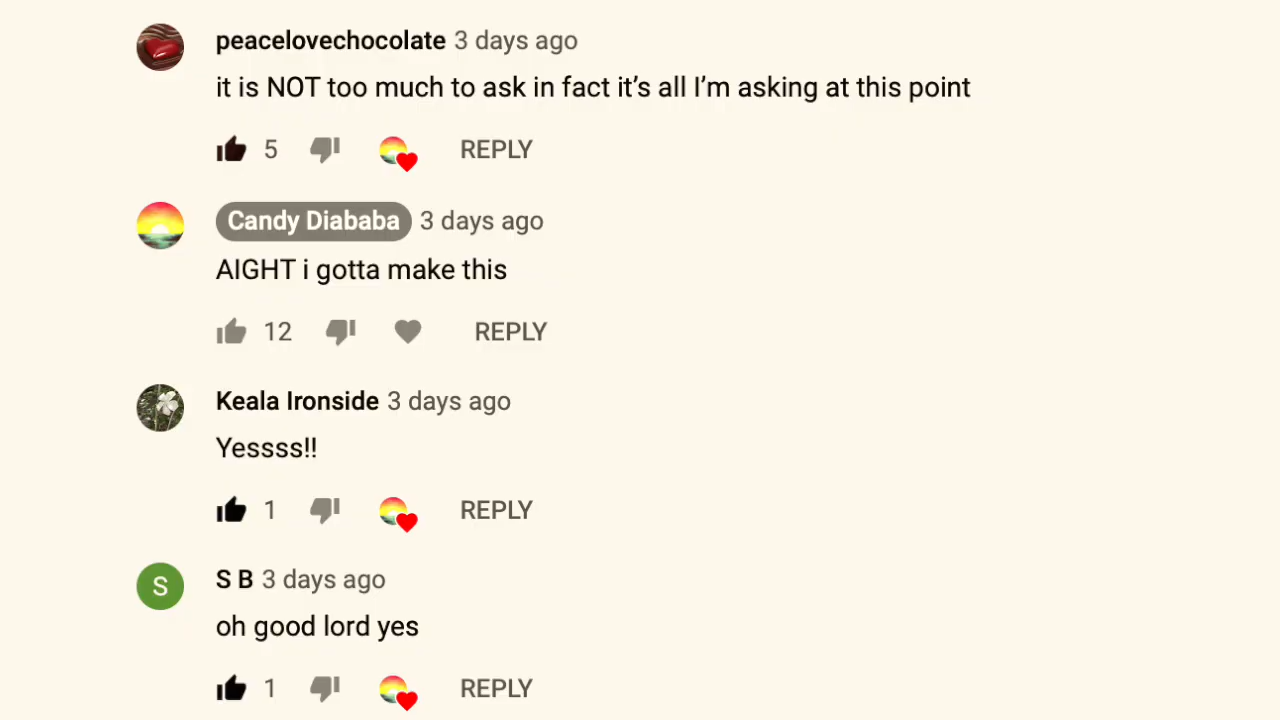 peacelovechocolate 3 days ago
it is NOT too much to ask in fact it’s all I’m asking at this point
5 REPLY
Candy Diababa 3 days ago
AIGHT i gotta make this
12 REPLY
Keala Ironside 3 days ago
Yessss!!
1 REPLY
S
S B 3 days ago
oh good lord yes
1 REPLY